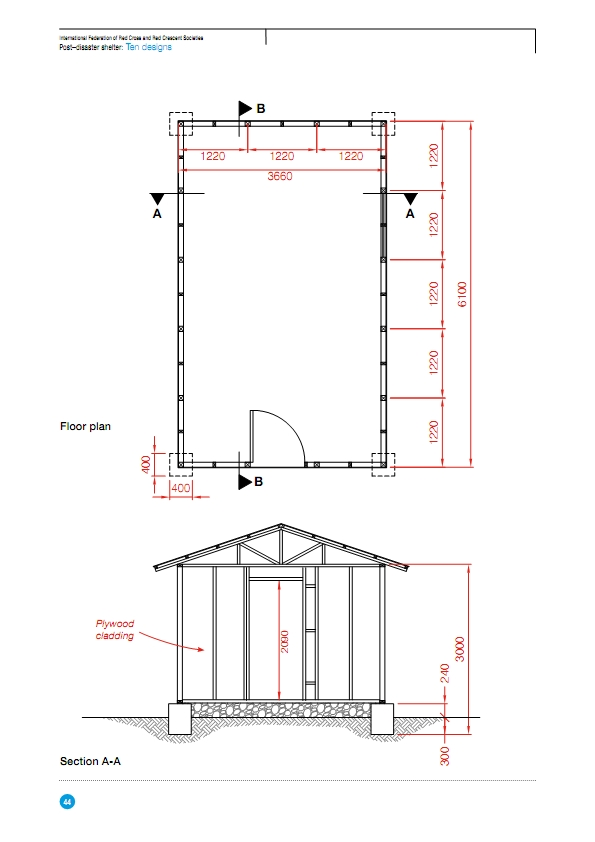 International Federation of Red Cross and Red Crescent Societies
Post–disaster shelter: Ten designs
B
1220 1220 1220
3660
1220
A
A
1220
1220
6100
1220
1220
Floor plan
400
400
B
Plywood
cladding
2090
3000
240
300
Section A-A
44